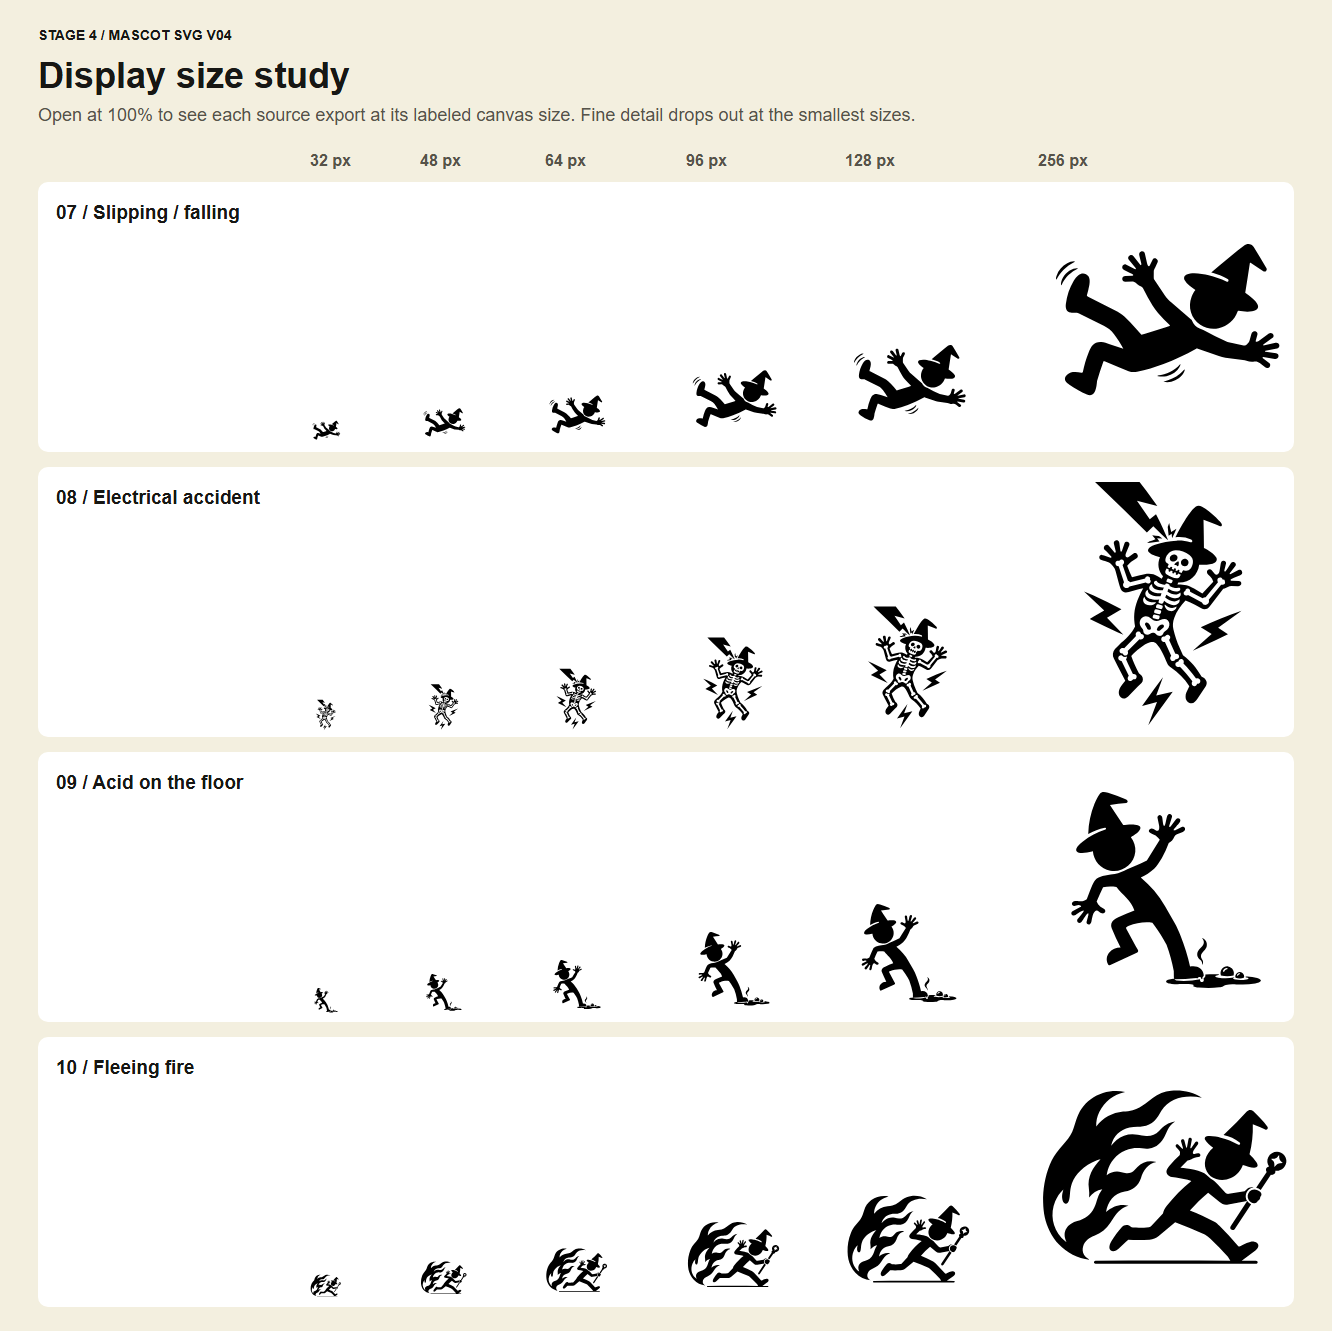 STAGE 4 / MASCOT SVG V04
Display size study
Open at 100% to see each source export at its labeled canvas size. Fine detail drops out at the smallest sizes.
32 px 48 px 64 px 96 px 128 px 256 px
07 / Slipping / falling
08 / Electrical accident
09 / Acid on the floor
10 / Fleeing fire